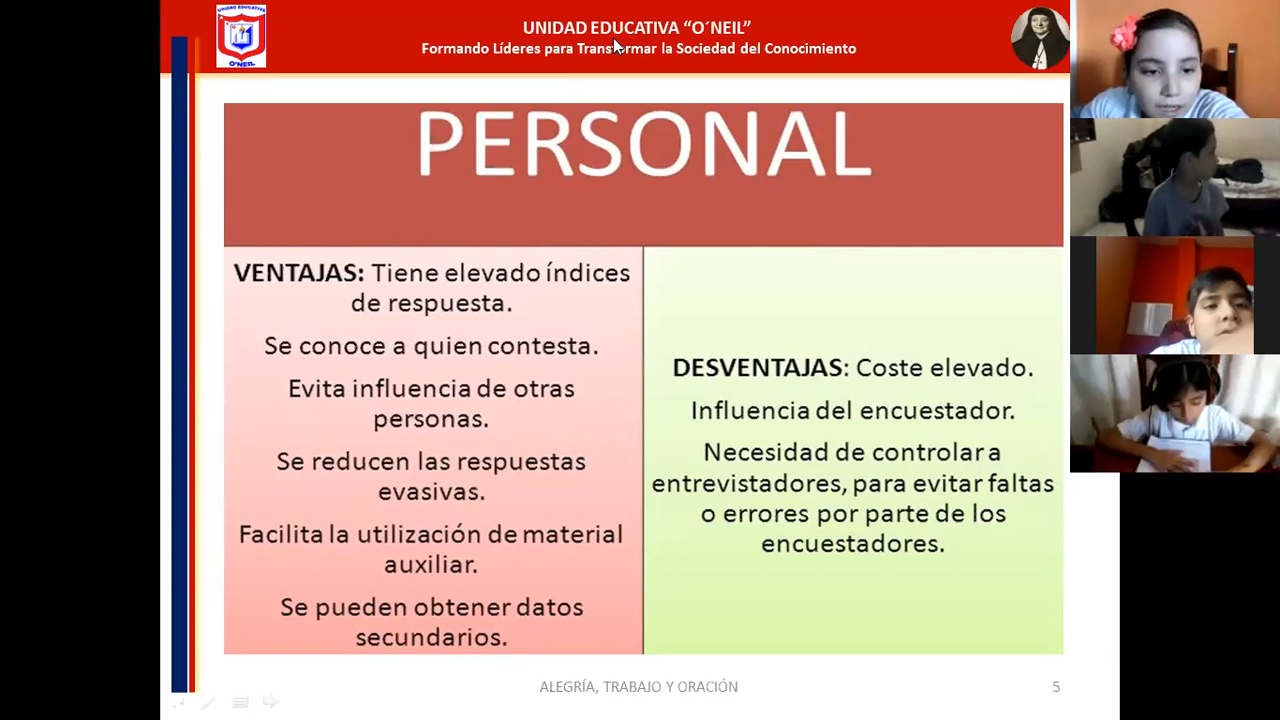 UNIDAD EDUCATIVA
O´NEIL
UNIDAD EDUCATIVA “O´NEIL”
Formando Líderes para Transformar la Sociedad del Conocimiento
PERSONAL
VENTAJAS: Tiene elevado índices
de respuesta.
Se conoce a quien contesta.
Evita influencia de otras
personas.
Se reducen las respuestas
evasivas.
Facilita la utilización de material
auxiliar.
Se pueden obtener datos
secundarios.
DESVENTAJAS: Coste elevado.
Influencia del encuestador.
Necesidad de controlar a
entrevistadores, para evitar faltas
o errores por parte de los
encuestadores.
ALEGRÍA, TRABAJO Y ORACIÓN
5